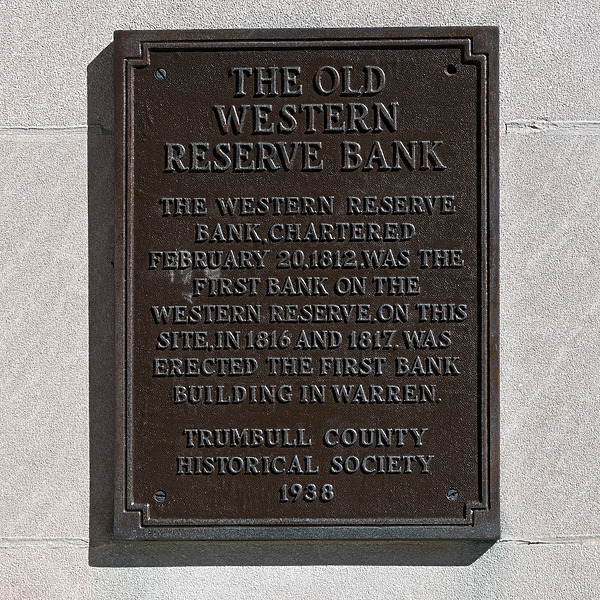 THE OLD
WESTERN
RESERVE BANK
THE WESTERN RESERVE
BANK, CHARTERED
FEBRUARY 20, 1812, WAS THE
FIRST BANK ON THE
WESTERN RESERVE. ON THIS
SITE, IN 1816 AND 1817, WAS
ERECTED THE FIRST BANK
BUILDING IN WARREN.
TRUMBULL COUNTY
HISTORICAL SOCIETY
1938